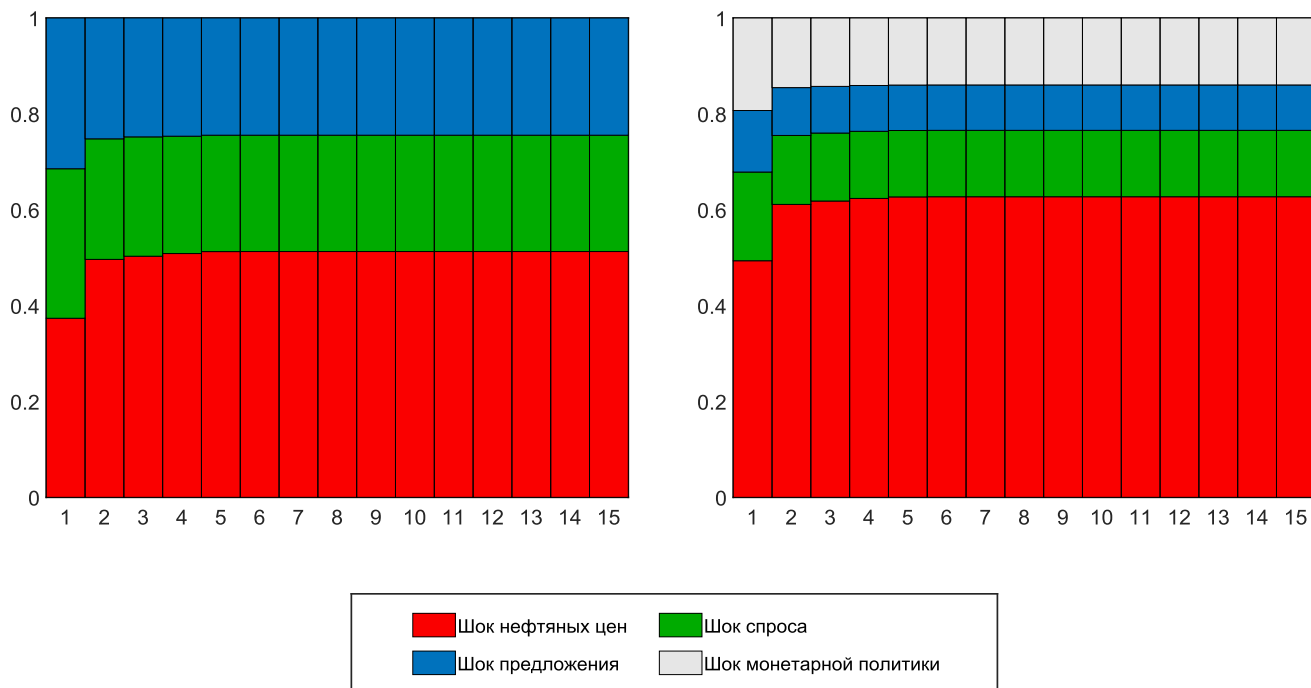 1
0.8
0.6
0.4
0.2
0
1 2 3 4 5 6 7 8 9 10 11 12 13 14 15
1
0.8
0.6
0.4
0.2
0
1 2 3 4 5 6 7 8 9 10 11 12 13 14 15
Шок нефтяных цен
Шок спроса
Шок предложения
Шок монетарной политики